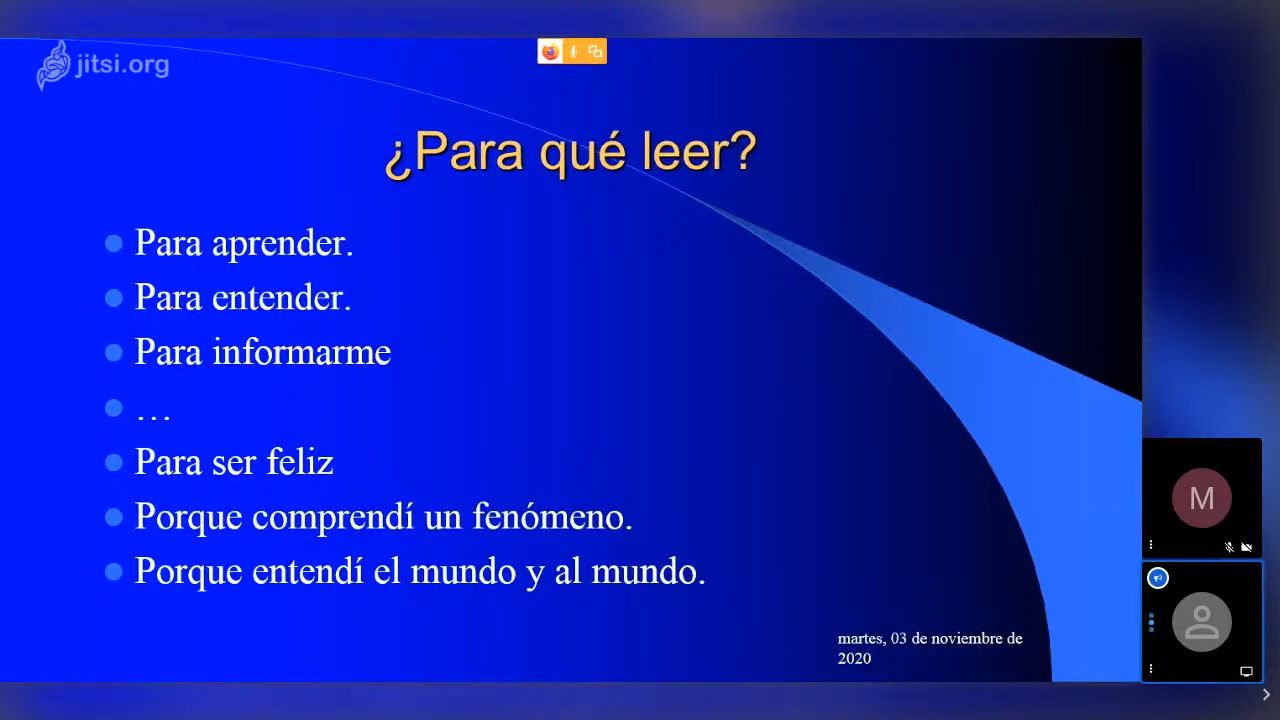 jitsi.org
¿Para qué leer?
Para aprender.
Para entender.
Para informarme
…
Para ser feliz
Porque comprendí un fenómeno.
Porque entendí el mundo y al mundo.
martes, 03 de noviembre de
2020
M